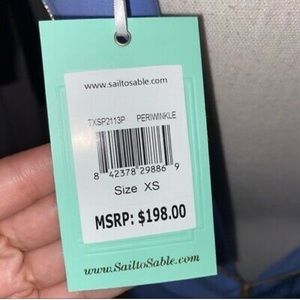 www.sailtosable.com
TXSP2113P PERIWINKLE
8 42378 29886 9
Size XS
MSRP: $198.00
www.SailtoSable.com